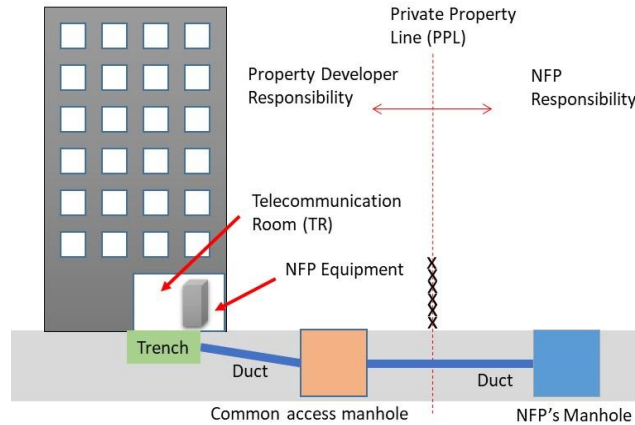 Private Property
Line (PPL)
Property Developer
Responsibility
NFP
Responsibility
Telecommunication
Room (TR)
NFP Equipment
X
X
X
X
X
Trench
Duct
Duct
Common access manhole
NFP's Manhole